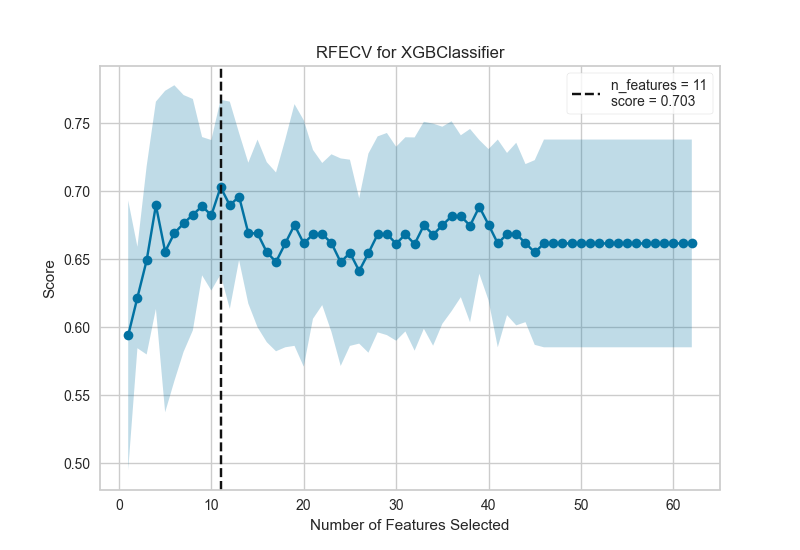 RFECV for XGBClassifier
n_features = 11
score = 0.703
0.75
0.70
0.65
0.60
0.55
0.50
Score
0 10 20 30 40 50 60
Number of Features Selected